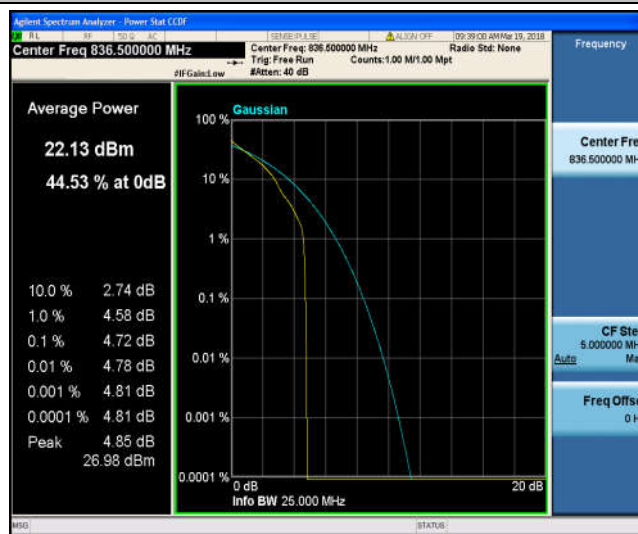 Agilent Spectrum Analyzer - Power Stat CCDF
RL RF 50 Ω AC SENSE:PULSE ALIGN OFF 09:39:00 AM Mar 19, 2018
Center Freq 836.500000 MHz Center Freq: 836.500000 MHz Radio Std: None
Trig: Free Run Counts:1.00 M/1.00 Mpt
#IFGain:Low #Atten: 40 dB
Frequency
Average Power
22.13 dBm
44.53 % at 0dB
10.0 % 2.74 dB
1.0 % 4.58 dB
0.1 % 4.72 dB
0.01 % 4.78 dB
0.001 % 4.81 dB
0.0001 % 4.81 dB
Peak 4.85 dB
26.98 dBm
Gaussian
100 %
10 %
1 %
0.1 %
0.01 %
0.001 %
0.0001 %
0 dB 20 dB
Info BW 25.000 MHz
Center Fre
836.500000 MH
CF Ste
5.000000 MH
Auto Ma
Freq Offse
0 H
MSG STATUS